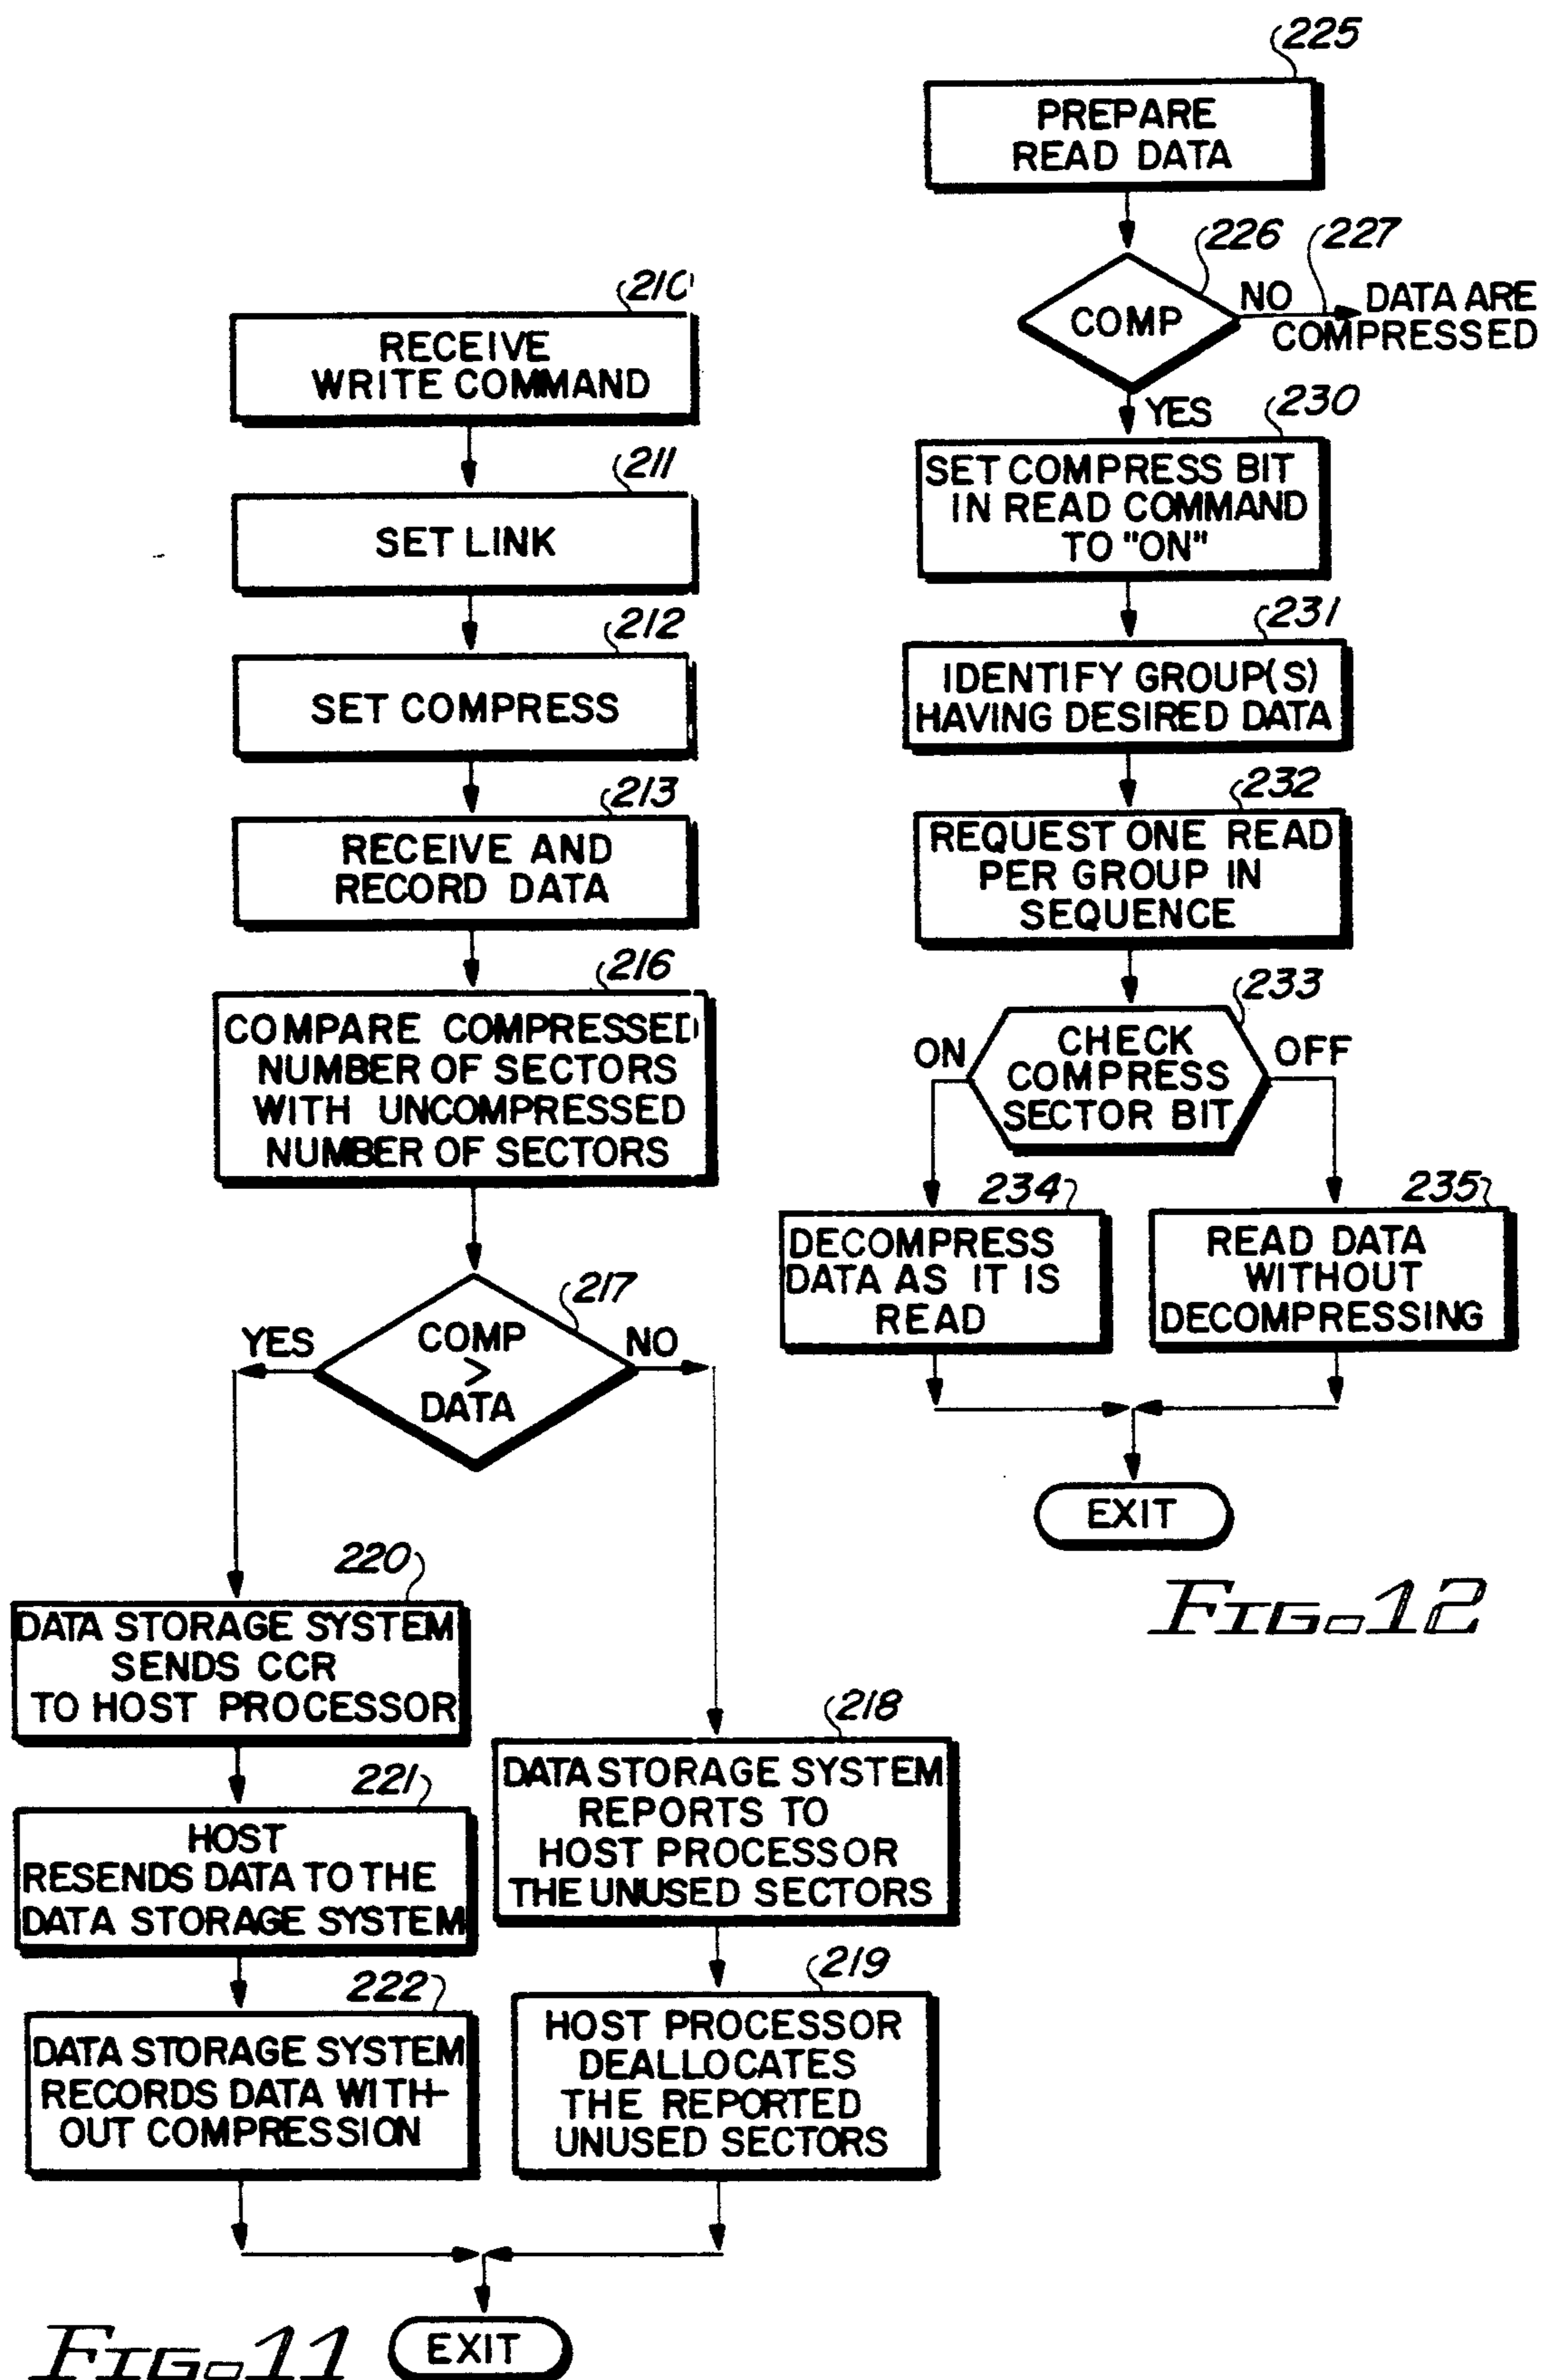 210
RECEIVE
WRITE COMMAND
211
SET LINK
212
SET COMPRESS
213
RECEIVE AND
RECORD DATA
216
COMPARE COMPRESSED
NUMBER OF SECTORS
WITH UNCOMPRESSED
NUMBER OF SECTORS
217
YES
COMP
>
DATA
NO
220
DATA STORAGE SYSTEM
SENDS CCR
TO HOST PROCESSOR
221
HOST
RESENDS DATA TO THE
DATA STORAGE SYSTEM
222
DATA STORAGE SYSTEM
RECORDS DATA WITH-
OUT COMPRESSION
218
DATA STORAGE SYSTEM
REPORTS TO
HOST PROCESSOR
THE UNUSED SECTORS
219
HOST PROCESSOR
DEALLOCATES
THE REPORTED
UNUSED SECTORS
EXIT
FIG. 11
225
PREPARE
READ DATA
226
227
COMP
NO
DATA ARE
COMPRESSED
YES
230
SET COMPRESS BIT
IN READ COMMAND
TO "ON"
231
IDENTIFY GROUP(S)
HAVING DESIRED DATA
232
REQUEST ONE READ
PER GROUP IN
SEQUENCE
233
ON
CHECK
COMPRESS
SECTOR BIT
OFF
234
DECOMPRESS
DATA AS IT IS
READ
235
READ DATA
WITHOUT
DECOMPRESSING
EXIT
FIG. 12